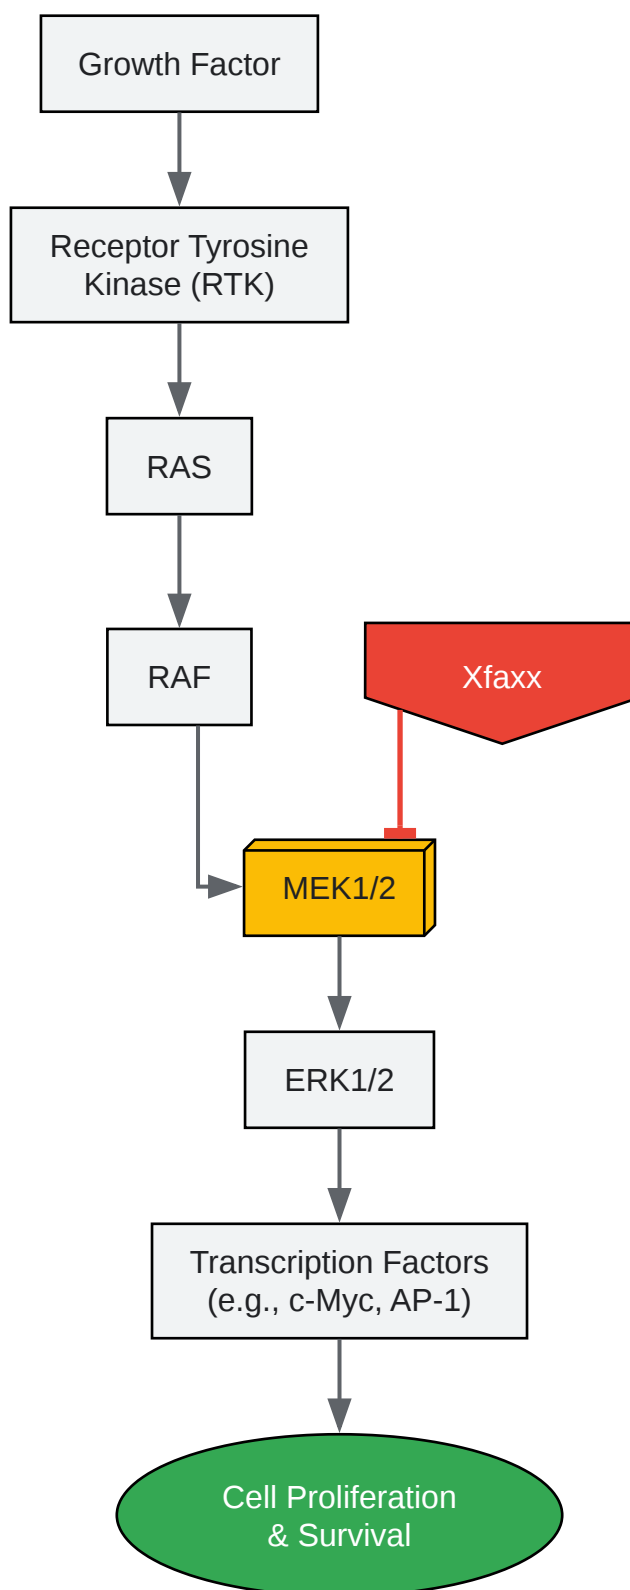 Growth Factor
Receptor Tyrosine
Kinase (RTK)
RAS
RAF
Xfaxx
MEK1/2
ERK1/2
Transcription Factors
(e.g., c-Myc, AP-1)
Cell Proliferation
& Survival